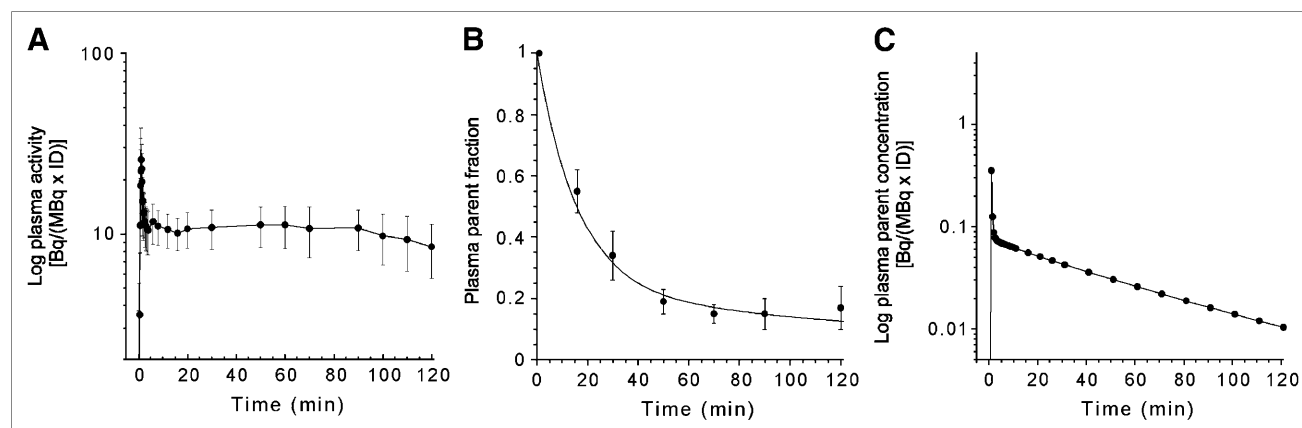 A
B
C
Log plasma activity
[Bq/(MBq x ID)]
100
10
0 20 40 60 80 100 120
Time (min)
Plasma parent fraction
1
0.8
0.6
0.4
0.2
0
0 20 40 60 80 100 120
Time (min)
Log plasma parent concentration
[Bq/(MBq x ID)]
1
0.1
0.01
0 20 40 60 80 100 120
Time (min)